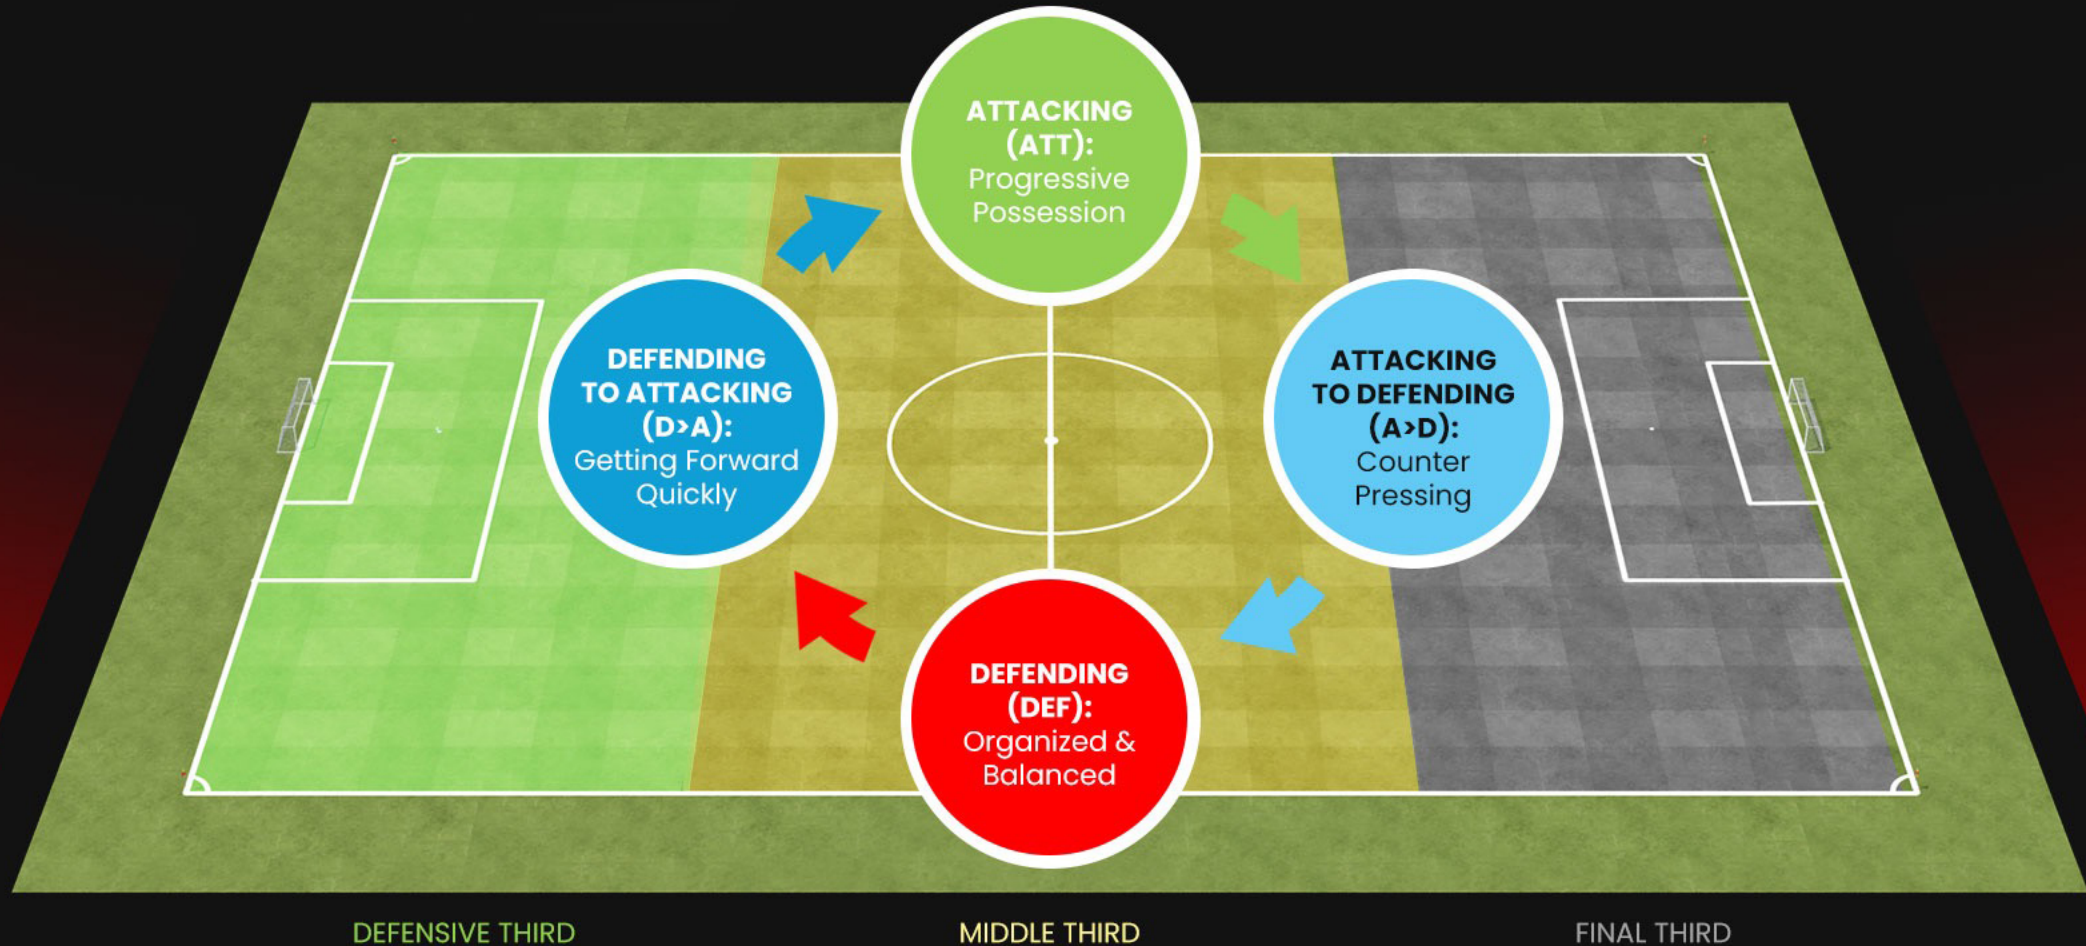 ATTACKING
(ATT):
Progressive
Possession
DEFENDING
TO ATTACKING
(D>A):
Getting Forward
Quickly
ATTACKING
TO DEFENDING
(A>D):
Counter
Pressing
DEFENDING
(DEF):
Organized &
Balanced
DEFENSIVE THIRD
MIDDLE THIRD
FINAL THIRD